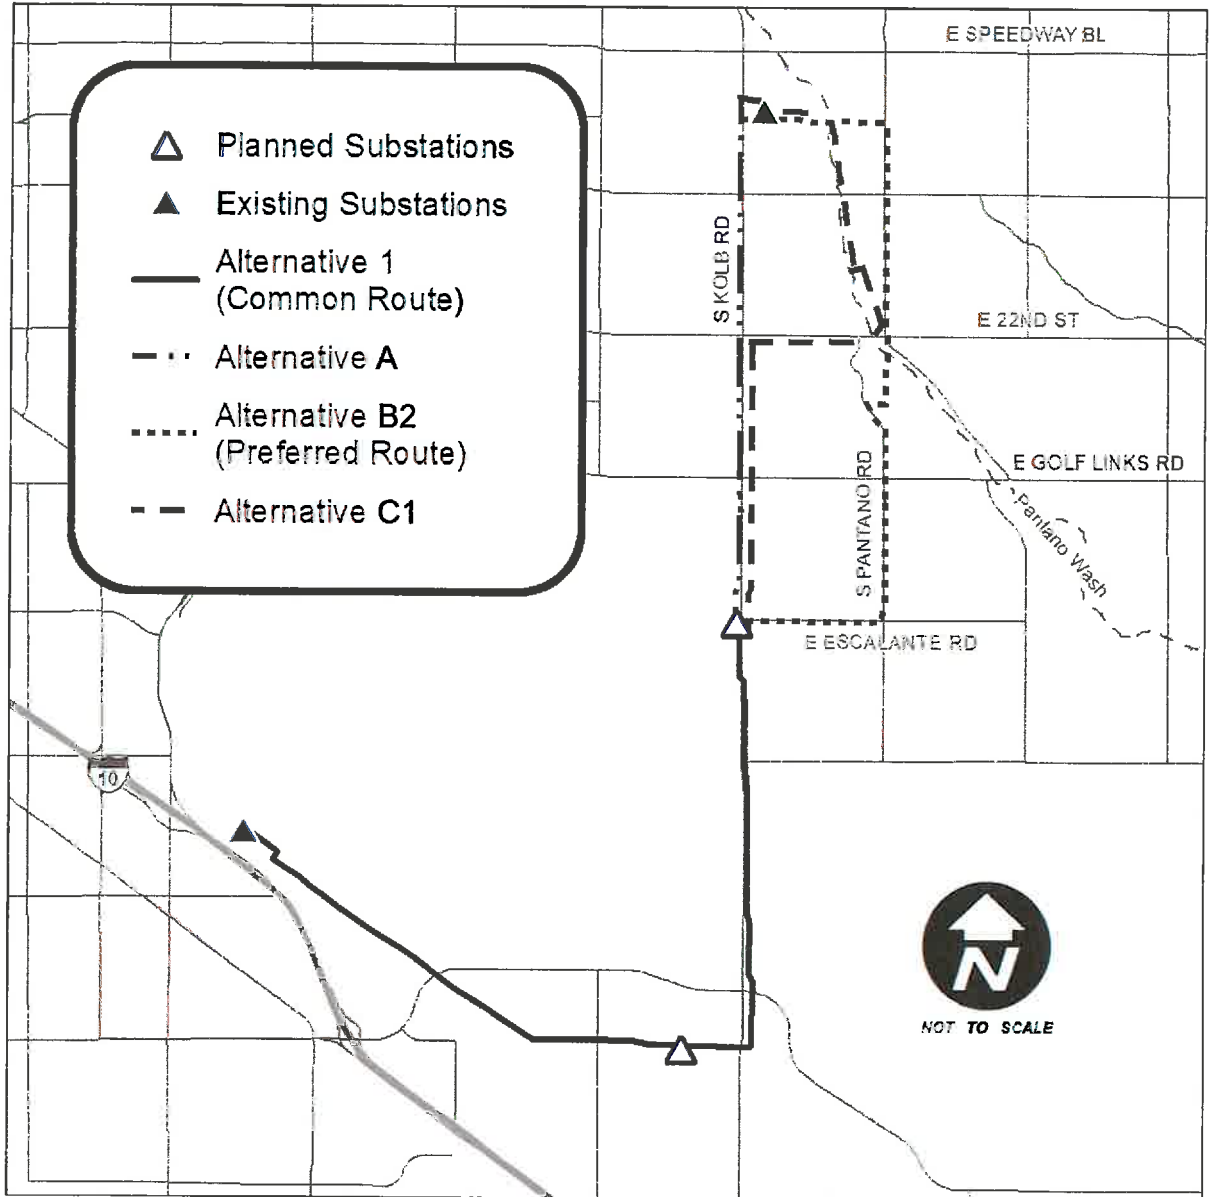 E SPEEDWAY BL
Planned Substations
Existing Substations
Alternative 1
(Common Route)
Alternative A
Alternative B2
(Preferred Route)
Alternative C1
S KOLB RD
E 22ND ST
E GOLF LINKS RD
S PANTANO RD
Pantano Wash
E ESCALANTE RD
10
N
NOT TO SCALE